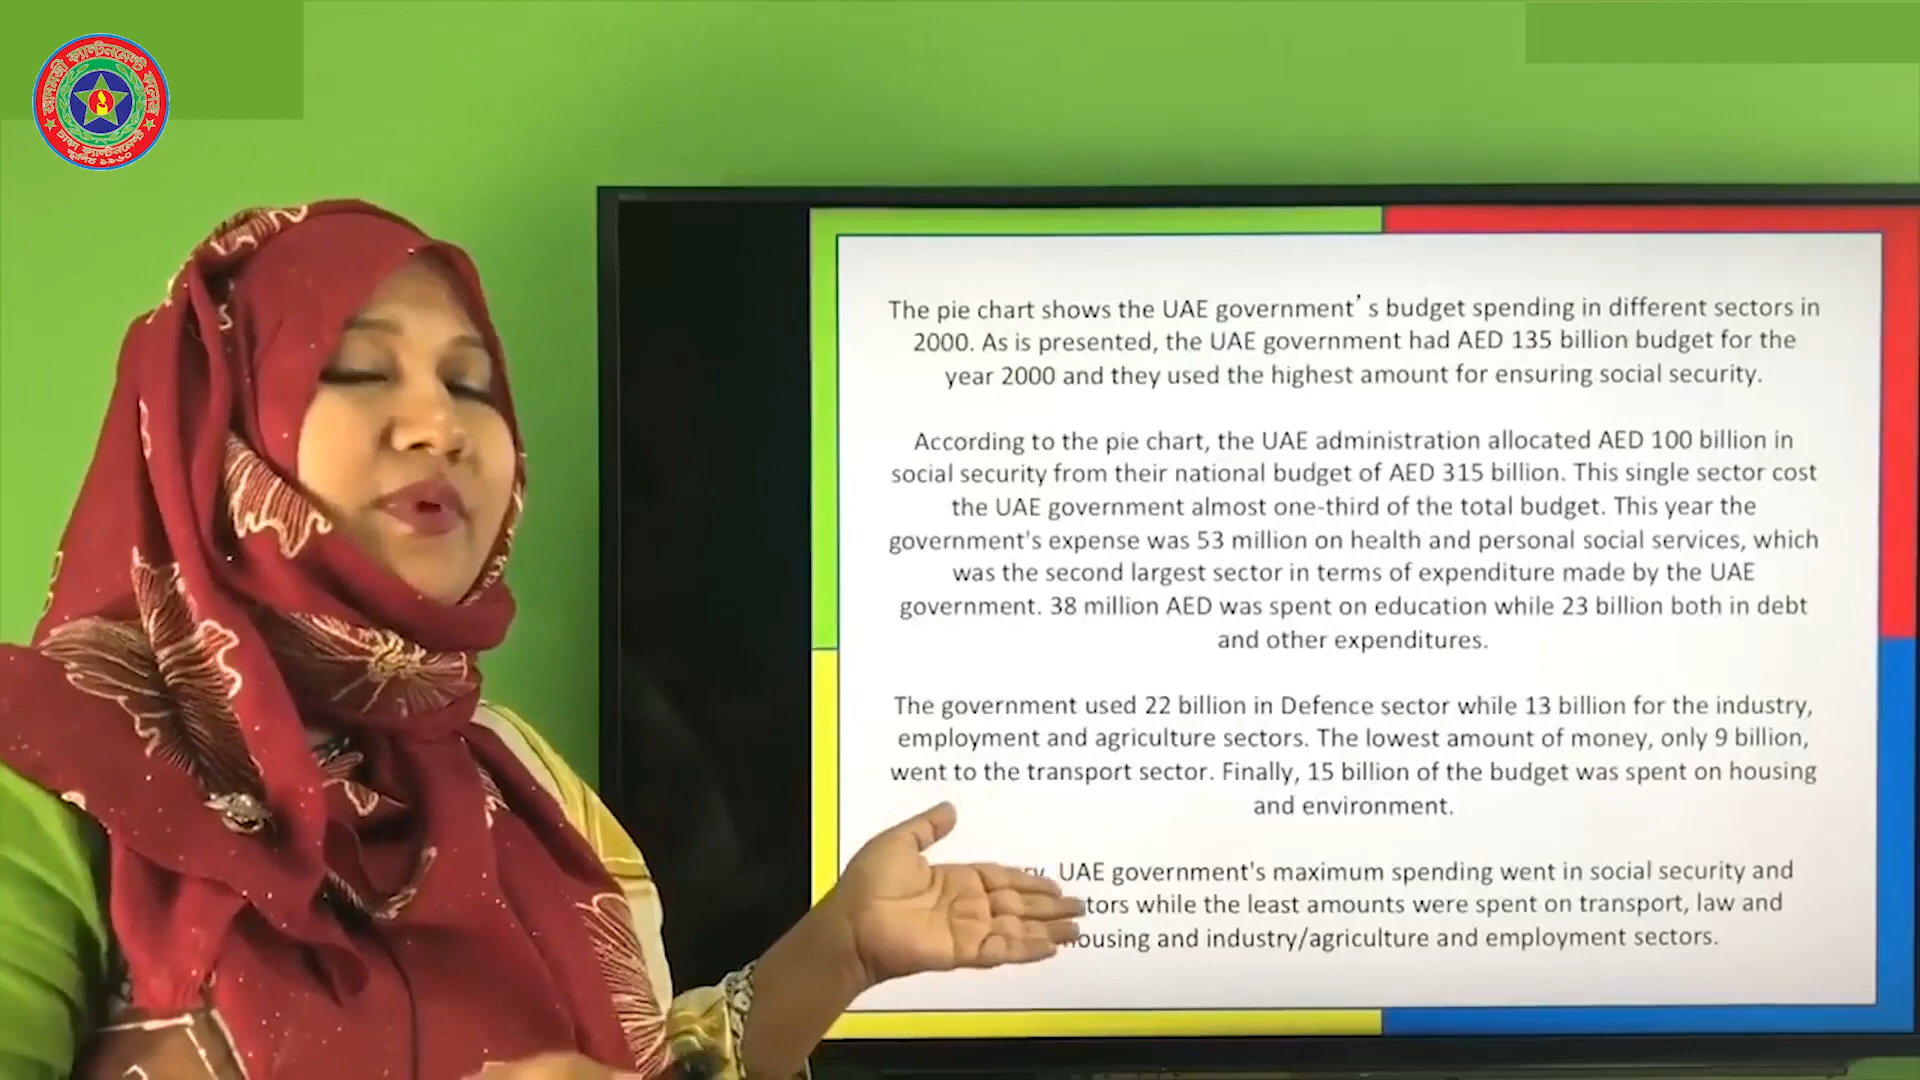 আদমজী ক্যান্টনমেন্ট কলেজ
ঢাকা ক্যান্টনমেন্ট
স্থাপিত ১৯৬০
The pie chart shows the UAE government’s budget spending in different sectors in
2000. As is presented, the UAE government had AED 135 billion budget for the
year 2000 and they used the highest amount for ensuring social security.
According to the pie chart, the UAE administration allocated AED 100 billion in
social security from their national budget of AED 315 billion. This single sector cost
the UAE government almost one-third of the total budget. This year the
government's expense was 53 million on health and personal social services, which
was the second largest sector in terms of expenditure made by the UAE
government. 38 million AED was spent on education while 23 billion both in debt
and other expenditures.
The government used 22 billion in Defence sector while 13 billion for the industry,
employment and agriculture sectors. The lowest amount of money, only 9 billion,
went to the transport sector. Finally, 15 billion of the budget was spent on housing
and environment.
UAE government's maximum spending went in social security and
while the least amounts were spent on transport, law and
housing and industry/agriculture and employment sectors.